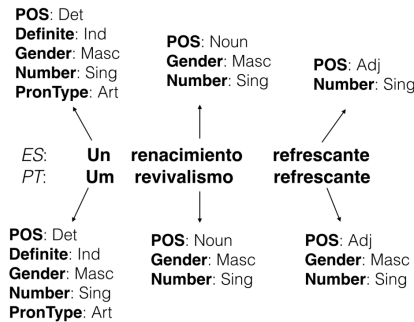 POS: Det
Definite: Ind
Gender: Masc
Number: Sing
PronType: Art
POS: Noun
Gender: Masc
Number: Sing
POS: Adj
Number: Sing
ES: Un renacimiento refrescante
PT: Um revivalismo refrescante
POS: Det
Definite: Ind
Gender: Masc
Number: Sing
PronType: Art
POS: Noun
Gender: Masc
Number: Sing
POS: Adj
Gender: Masc
Number: Sing